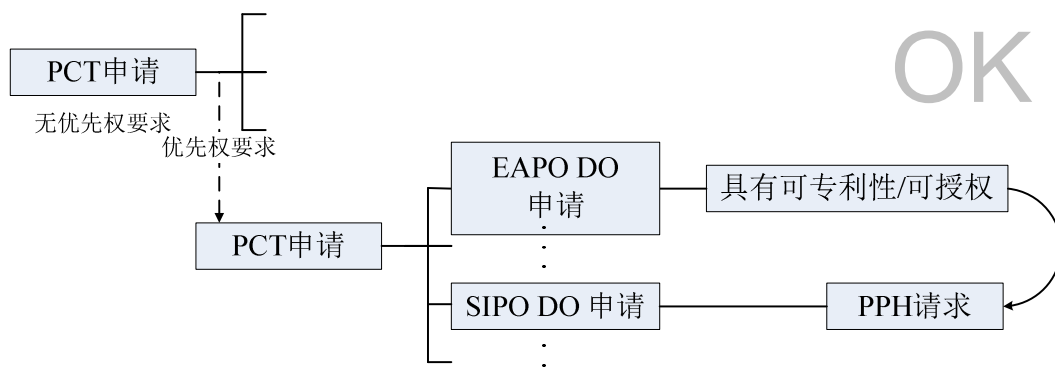 OK
PCT申请
无优先权要求
优先权要求
EAPO DO
申请
具有可专利性/可授权
PCT申请
SIPO DO 申请
PPH请求